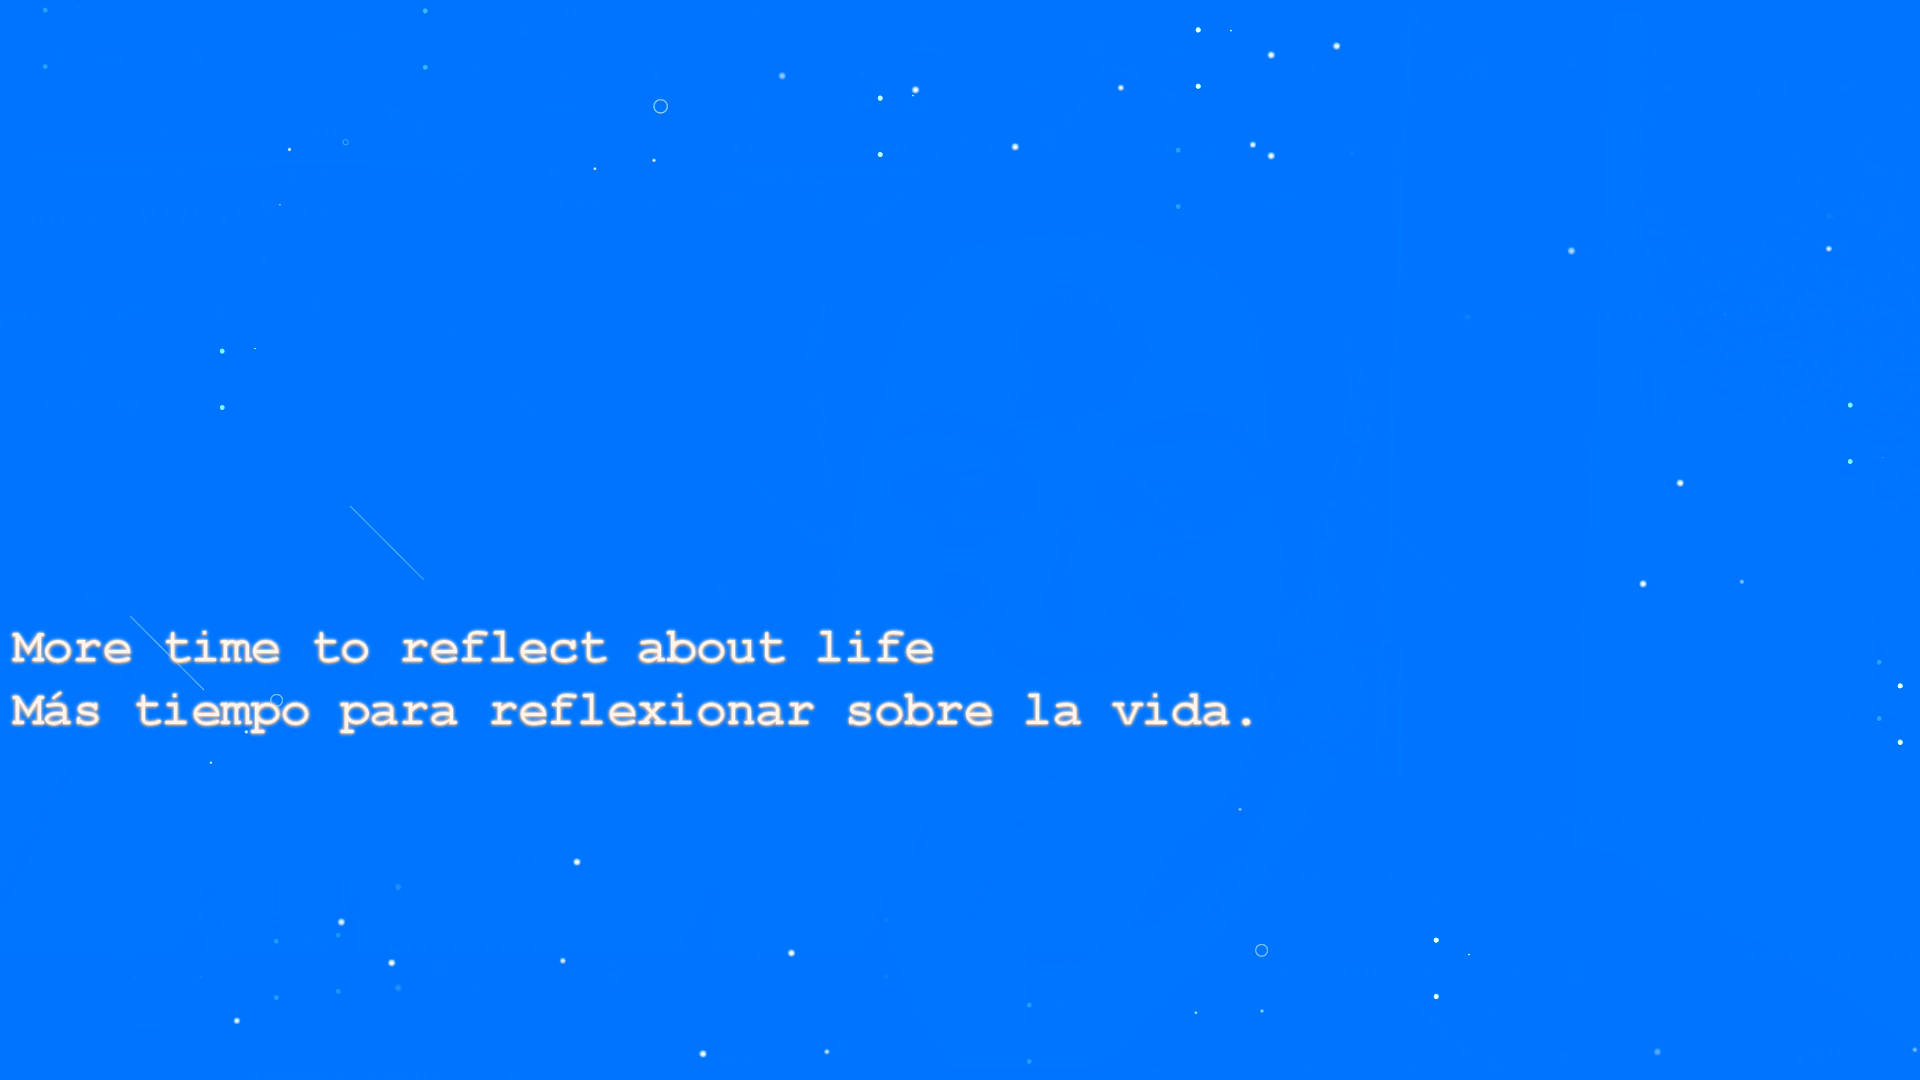 More time to reflect about life
Más tiempo para reflexionar sobre la vida.